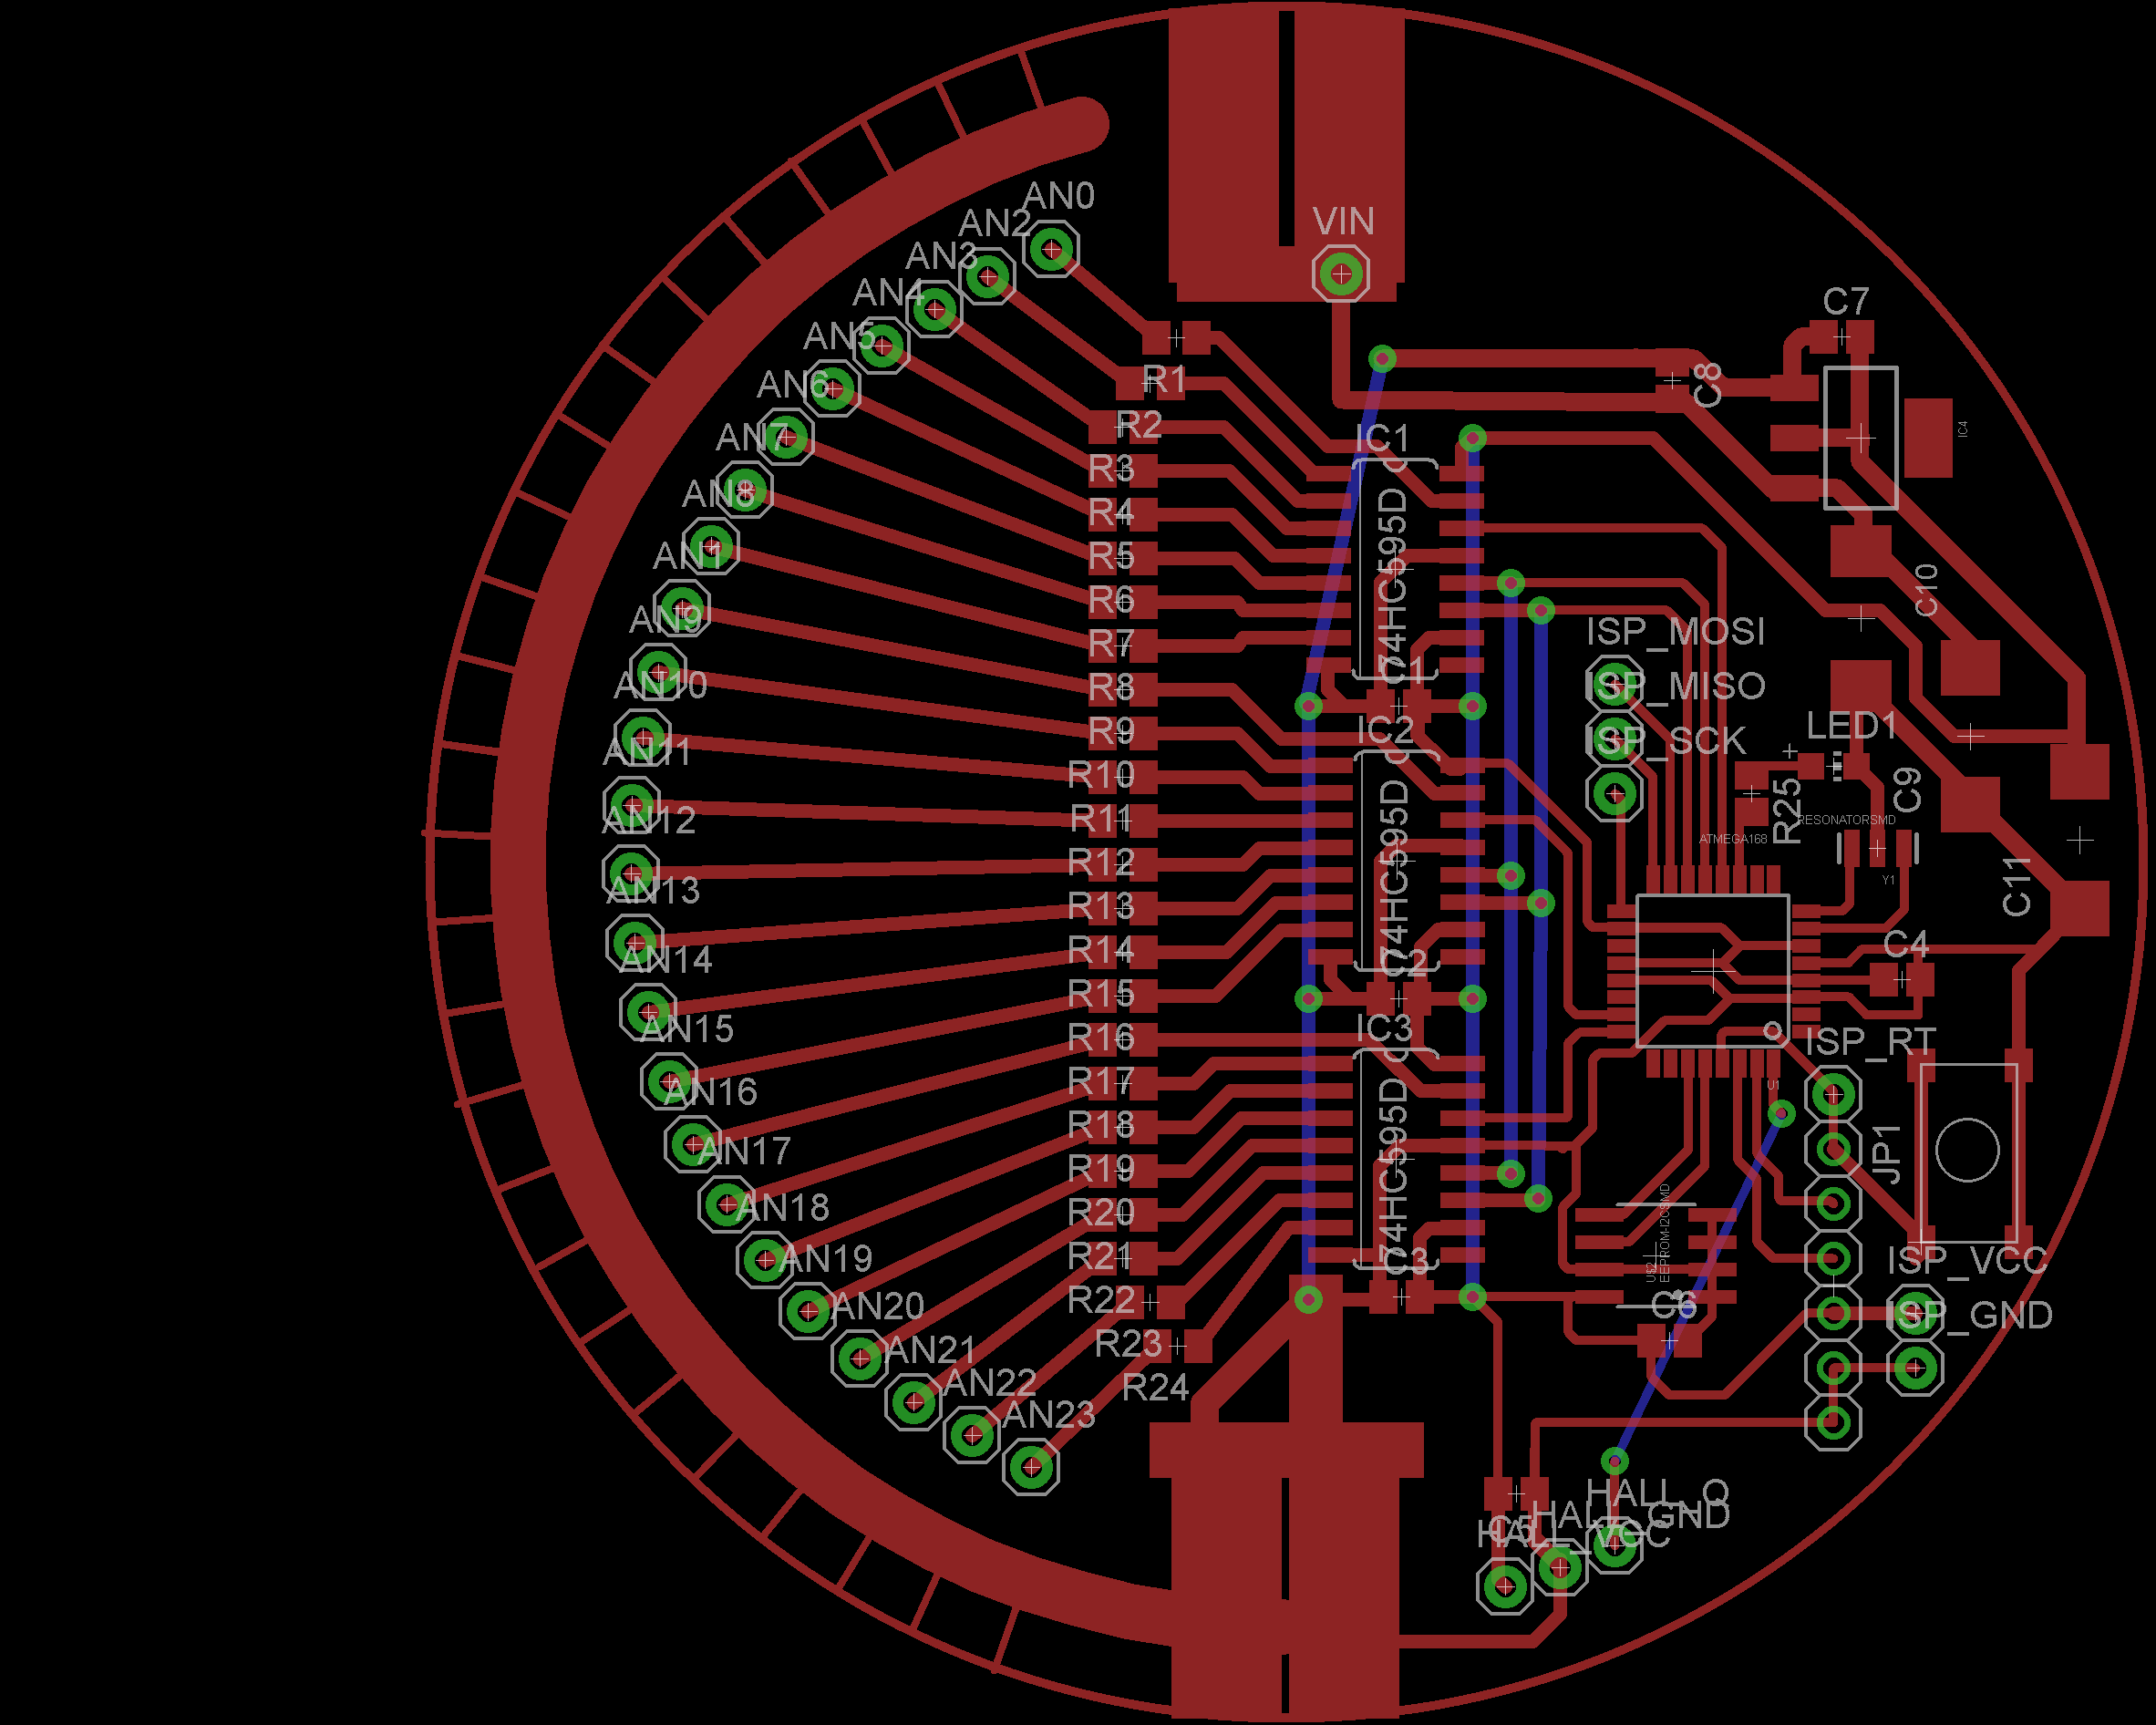 AN0
AN2
AN3
AN4
AN5
AN6
AN7
AN8
AN1
AN9
AN10
AN11
AN12
AN13
AN14
AN15
AN16
AN17
AN18
AN19
AN20
AN21
AN22
AN23
VIN
R1
R2
R3
R4
R5
R6
R7
R8
R9
R10
R11
R12
R13
R14
R15
R16
R17
R18
R19
R20
R21
R22
R23
R24
IC1
74HC595D
C1
IC2
74HC595D
C2
IC3
74HC595D
C3
C7
C8
IC4
C10
ISP_MOSI
ISP_MISO
ISP_SCK
LED1
R25
C9
RESONATORSMD
ATMEGA168
Y1
C11
C4
ISP_RT
U1
JP1
EEPROM-I2CSMD
C6
ISP_VCC
ISP_GND
HALL_Q
HALL_GND
C5
HALL_VCC